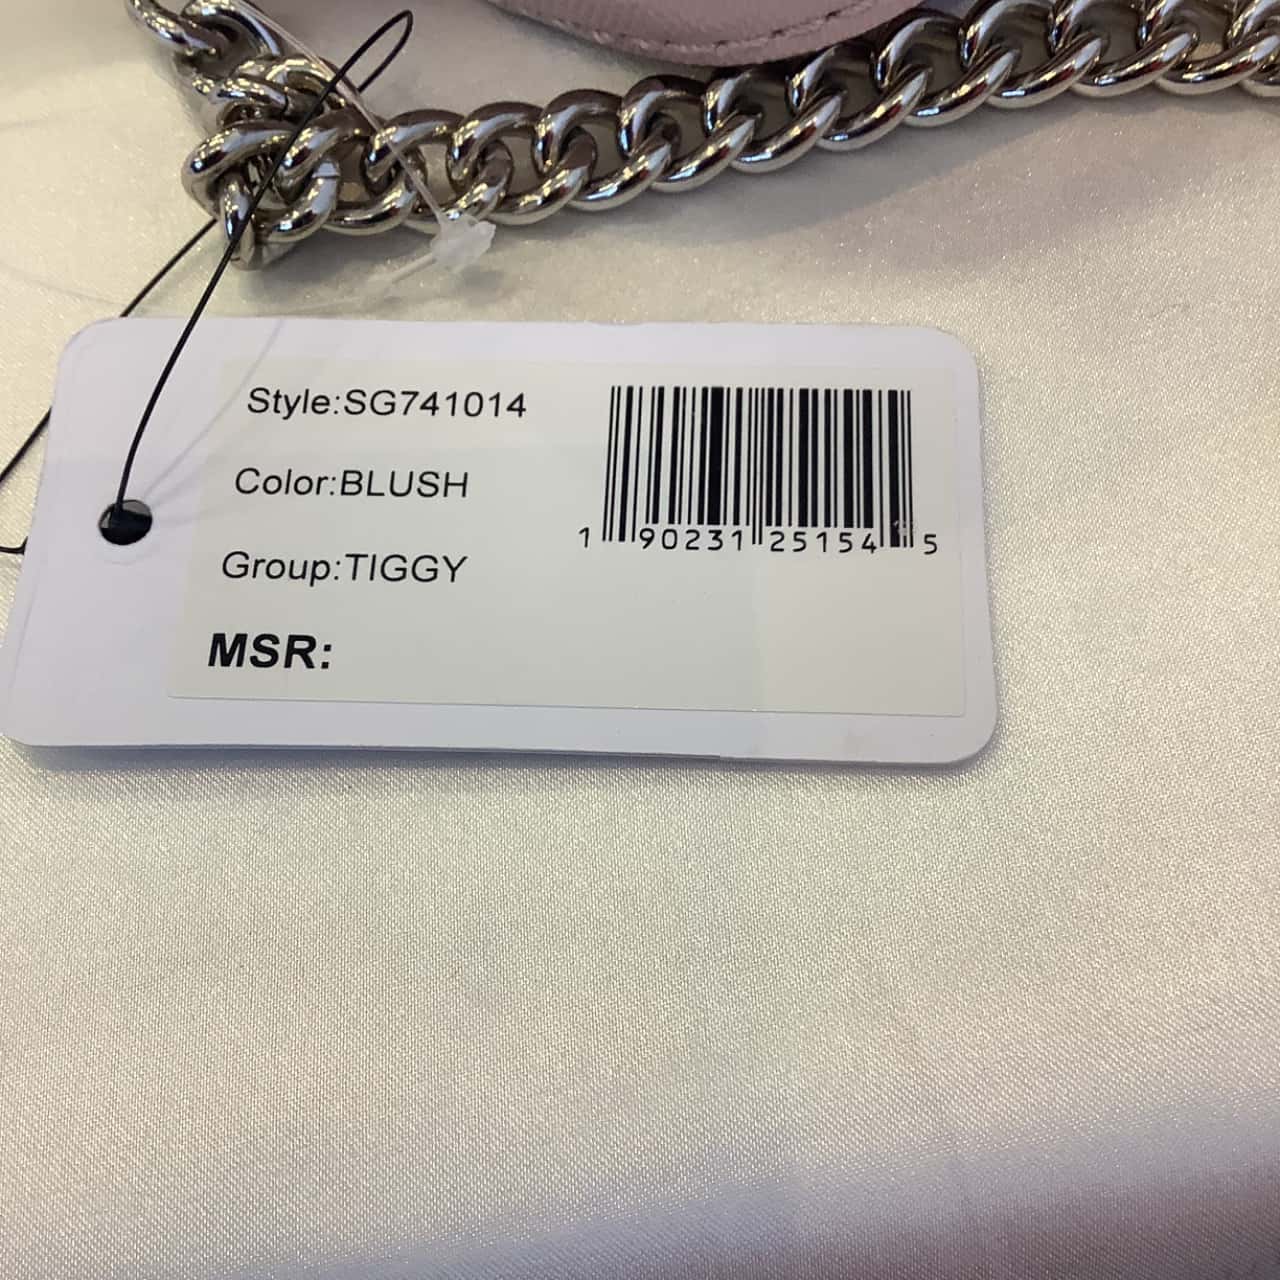 Style:SG741014
Color:BLUSH
Group:TIGGY
MSR:
1 90231 25154 5